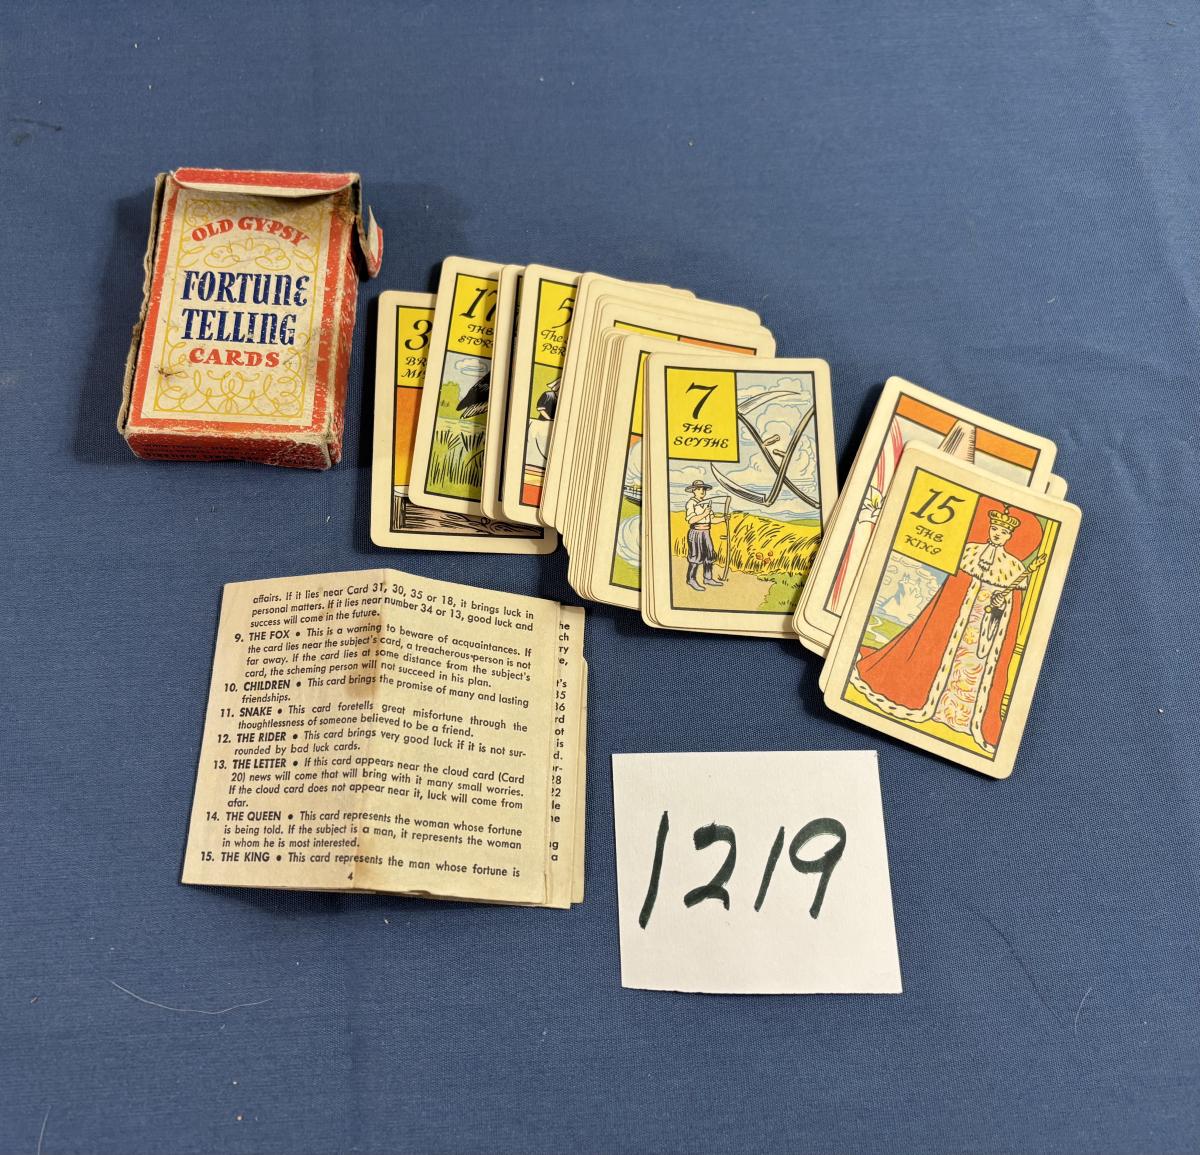 OLD GYPSY
FORTUNE
TELLING
CARDS
3
17
THE
5
7
THE
SCYTHE
15
THE
KING
affairs. If it lies near Card 31, 30, 35 or 18, it brings luck in
personal matters. If it lies near number 34 or 13, good luck and
success will come in the future.
9. THE FOX • This is a warning to beware of acquaintances. If
the card lies near the subject's card, a treacherous person is not
far away. If the card lies at some distance from the subject's
card, the scheming person will not succeed in his plan.
10. CHILDREN • This card brings the promise of many and lasting
friendships.
11. SNAKE • This card foretells great misfortune through the
thoughtlessness of someone believed to be a friend.
12. THE RIDER • This card brings very good luck if it is not sur-
rounded by bad luck cards.
13. THE LETTER • If this card appears near the cloud card (Card
20) news will come that will bring with it many small worries.
If the cloud card does not appear near it, luck will come from
afar.
14. THE QUEEN • This card represents the woman whose fortune
is being told. If the subject is a man, it represents the woman
in whom he is most interested.
15. THE KING • This card represents the man whose fortune is
4
1219